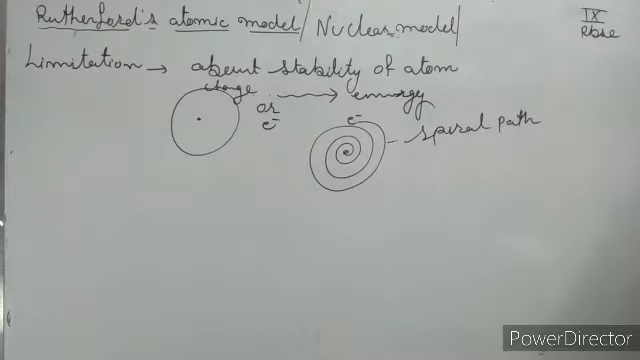 Rutherford's atomic model/ Nuclear model/
IX
Rbse
Limitation → about stability of atom
charge
or
e⁻
→ energy
e⁻
spiral path
PowerDirector